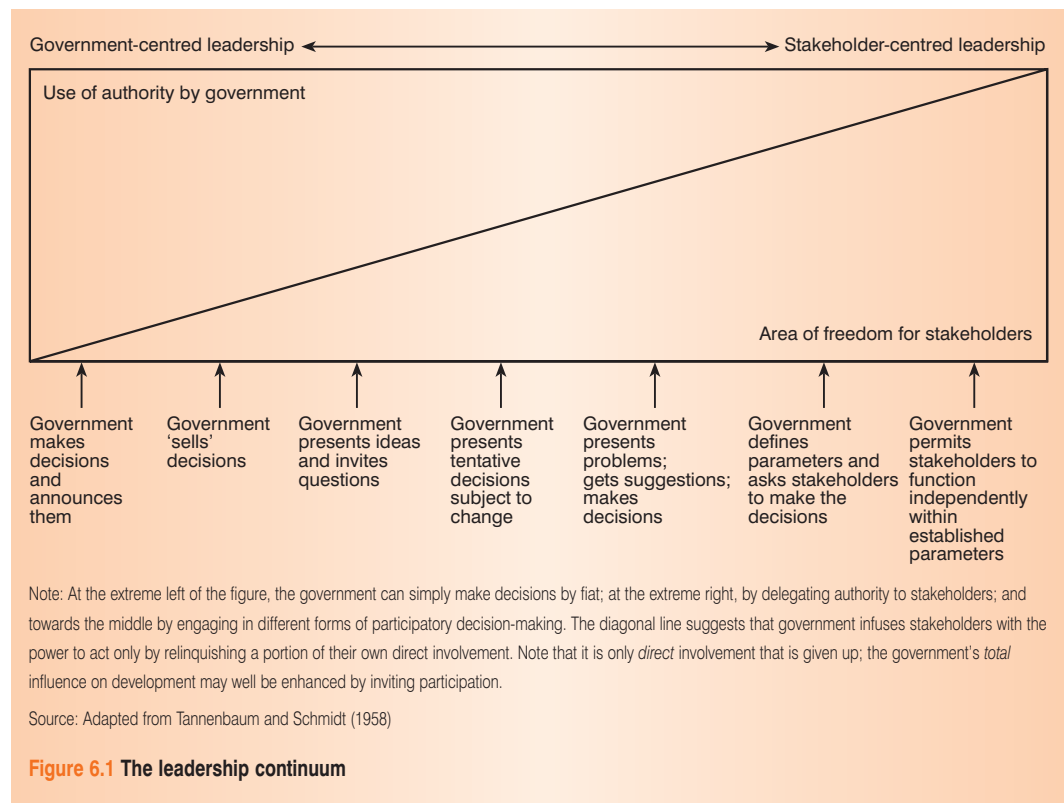 Government-centred leadership
Stakeholder-centred leadership
Use of authority by government
Area of freedom for stakeholders
Government
makes
decisions
and
announces
them
Government
‘sells’
decisions
Government
presents ideas
and invites
questions
Government
presents
tentative
decisions
subject to
change
Government
presents
problems;
gets suggestions;
makes
decisions
Government
defines
parameters and
asks stakeholders
to make the
decisions
Government
permits
stakeholders to
function
independently
within
established
parameters
Note: At the extreme left of the figure, the government can simply make decisions by fiat; at the extreme right, by delegating authority to stakeholders; and
towards the middle by engaging in different forms of participatory decision-making. The diagonal line suggests that government infuses stakeholders with the
power to act only by relinquishing a portion of their own direct involvement. Note that it is only direct involvement that is given up; the government’s total
influence on development may well be enhanced by inviting participation.
Source: Adapted from Tannenbaum and Schmidt (1958)
Figure 6.1 The leadership continuum